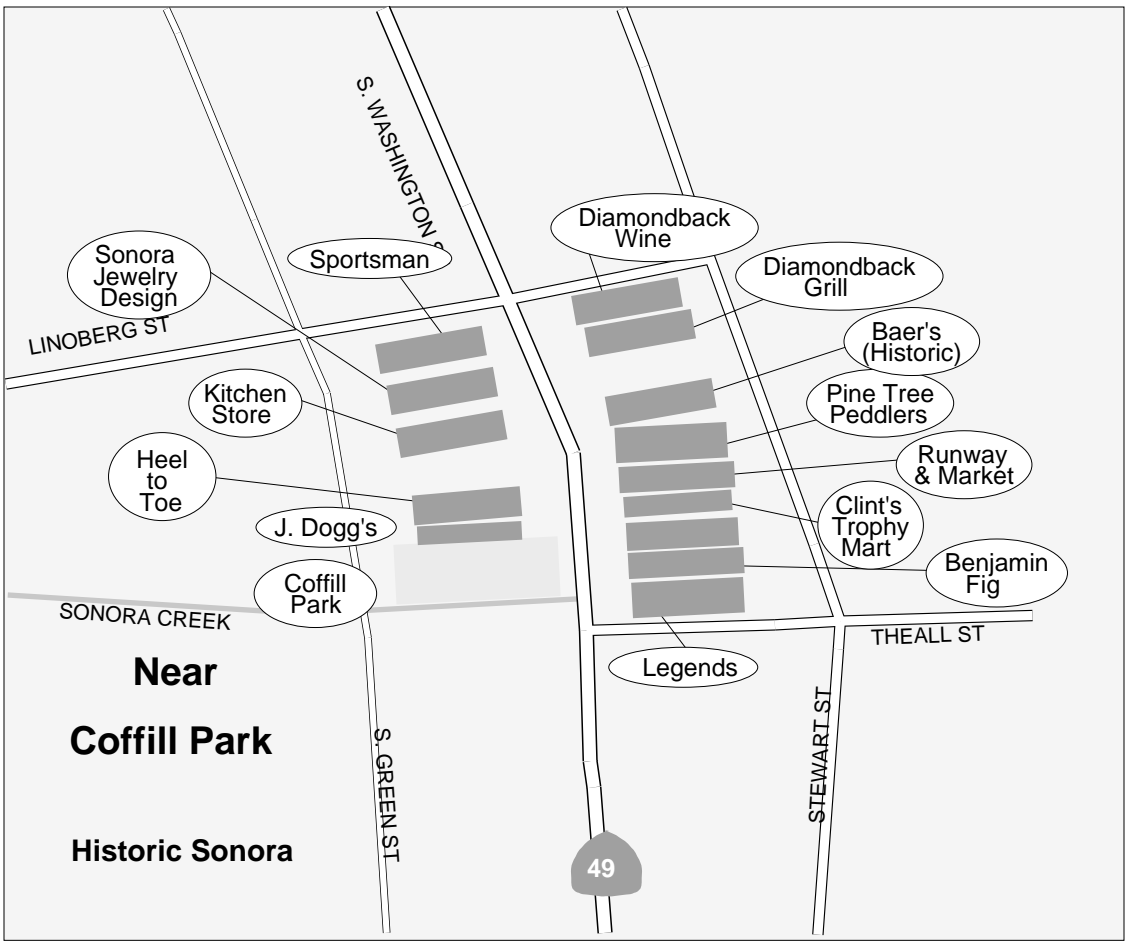 S. WASHINGTON S
Diamondback
Wine
Sonora
Jewelry
Design
Sportsman
Diamondback
Grill
LINOBERG ST
Baer's
(Historic)
Kitchen
Store
Pine Tree
Peddlers
Heel
to
Toe
Runway
& Market
J. Dogg's
Clint's
Trophy
Mart
Coffill
Park
Benjamin
Fig
SONORA CREEK
THEALL ST
Legends
Near
Coffill Park
S. GREEN ST
STEWART ST
Historic Sonora
49